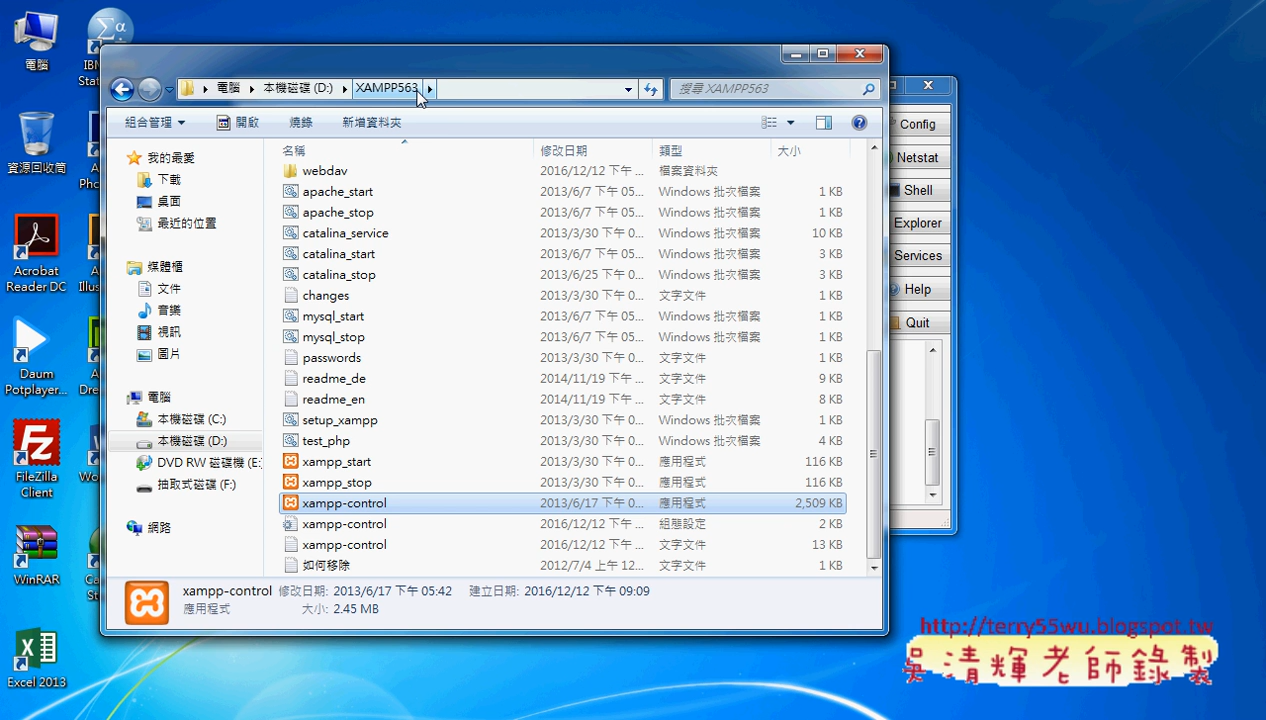 電腦
IBM
Stat
資源回收筒
Pho
Acrobat
Reader DC
Illus
Daum
Potplayer...
Dre
FileZilla
Client
Wo
WinRAR
Ca
St
Excel 2013
電腦
本機磁碟 (D:)
XAMPP563
搜尋 XAMPP563
組合管理
開啟
燒錄
新增資料夾
我的最愛
下載
桌面
最近的位置
媒體櫃
文件
音樂
視訊
圖片
電腦
本機磁碟 (C:)
本機磁碟 (D:)
DVD RW 磁碟機 (E:
抽取式磁碟 (F:)
網路
名稱 修改日期 類型 大小
webdav 2016/12/12 下午 ... 檔案資料夾
apache_start 2013/6/7 下午 05... Windows 批次檔案 1 KB
apache_stop 2013/6/7 下午 05... Windows 批次檔案 1 KB
catalina_service 2013/3/30 下午 0... Windows 批次檔案 10 KB
catalina_start 2013/6/7 下午 05... Windows 批次檔案 3 KB
catalina_stop 2013/6/25 下午 0... Windows 批次檔案 3 KB
changes 2013/3/30 下午 0... 文字文件 1 KB
mysql_start 2013/6/7 下午 05... Windows 批次檔案 1 KB
mysql_stop 2013/6/7 下午 05... Windows 批次檔案 1 KB
passwords 2013/3/30 下午 0... 文字文件 1 KB
readme_de 2014/11/19 下午 ... 文字文件 9 KB
readme_en 2014/11/19 下午 ... 文字文件 8 KB
setup_xampp 2013/3/30 下午 0... Windows 批次檔案 1 KB
test_php 2013/3/30 下午 0... Windows 批次檔案 4 KB
xampp_start 2013/3/30 下午 0... 應用程式 116 KB
xampp_stop 2013/3/30 下午 0... 應用程式 116 KB
xampp-control 2013/6/17 下午 0... 應用程式 2,509 KB
xampp-control 2016/12/12 下午 ... 組態設定 2 KB
xampp-control 2016/12/12 下午 ... 文字文件 13 KB
如何移除 2012/7/4 上午 12... 文字文件 1 KB
xampp-control 修改日期: 2013/6/17 下午 05:42 建立日期: 2016/12/12 下午 09:09
應用程式 大小: 2.45 MB
Config
Netstat
Shell
Explorer
Services
Help
Quit
http://terry55wu.blogspot.tw
吳清輝老師錄製